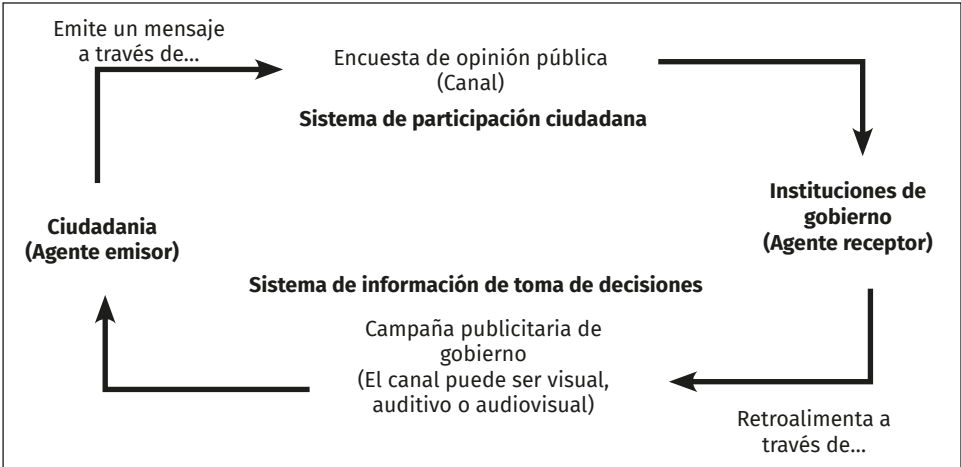 Emite un mensaje
a través de...
Encuesta de opinión pública
(Canal)
Sistema de participación ciudadana
Instituciones de
gobierno
(Agente receptor)
Ciudadania
(Agente emisor)
Sistema de información de toma de decisiones
Campaña publicitaria de
gobierno
(El canal puede ser visual,
auditivo o audiovisual)
Retroalimenta a
través de...